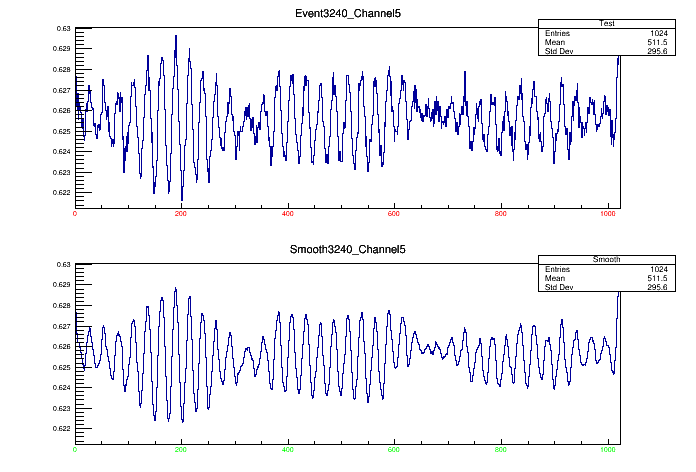 Event3240_Channel5
Test
Entries 1024
Mean 511.5
Std Dev 295.6
0.63
0.629
0.628
0.627
0.626
0.625
0.624
0.623
0.622
0 200 400 600 800 1000
Smooth3240_Channel5
Smooth
Entries 1024
Mean 511.5
Std Dev 295.6
0.63
0.629
0.628
0.627
0.626
0.625
0.624
0.623
0.622
0 200 400 600 800 1000